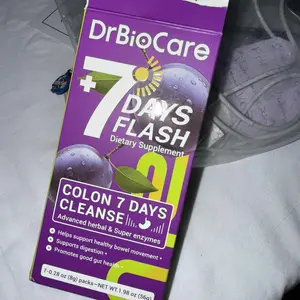 DrBioCare
+7
DAYS
FLASH
Dietary Supplement
COLON 7 DAYS
CLEANSE
Advanced herbal & Super enzymes
• Helps support healthy bowel movement •
• Supports digestion •
• Promotes good gut health •
7-0.28 oz (8g) packs-NET WT. 1.98 oz (56g)